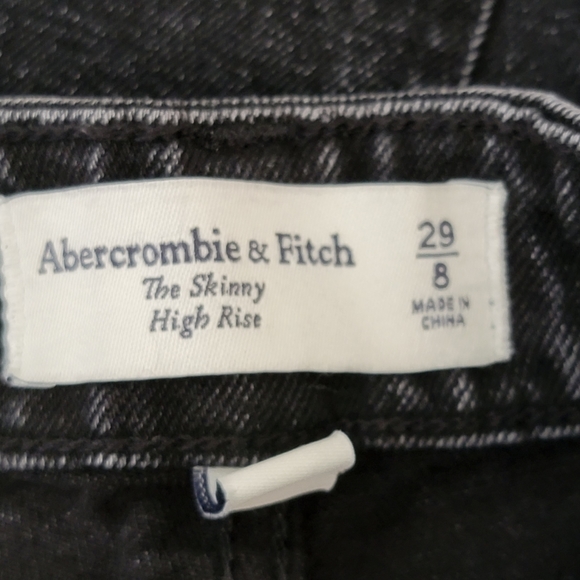 Abercrombie & Fitch
The Skinny
High Rise
29
8
MADE IN
CHINA